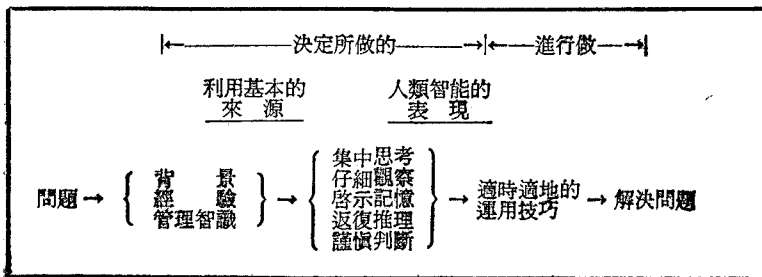 |←——決定所做的——→|←—進行做—→|
利用基本的
來源
人類智能的
表現
問題 → { 背景 經驗 管理智識 } → { 集中思考 仔細觀察 啓示記憶 返復推理 謹慎判斷 } → 適時適地的運用技巧 → 解決問題